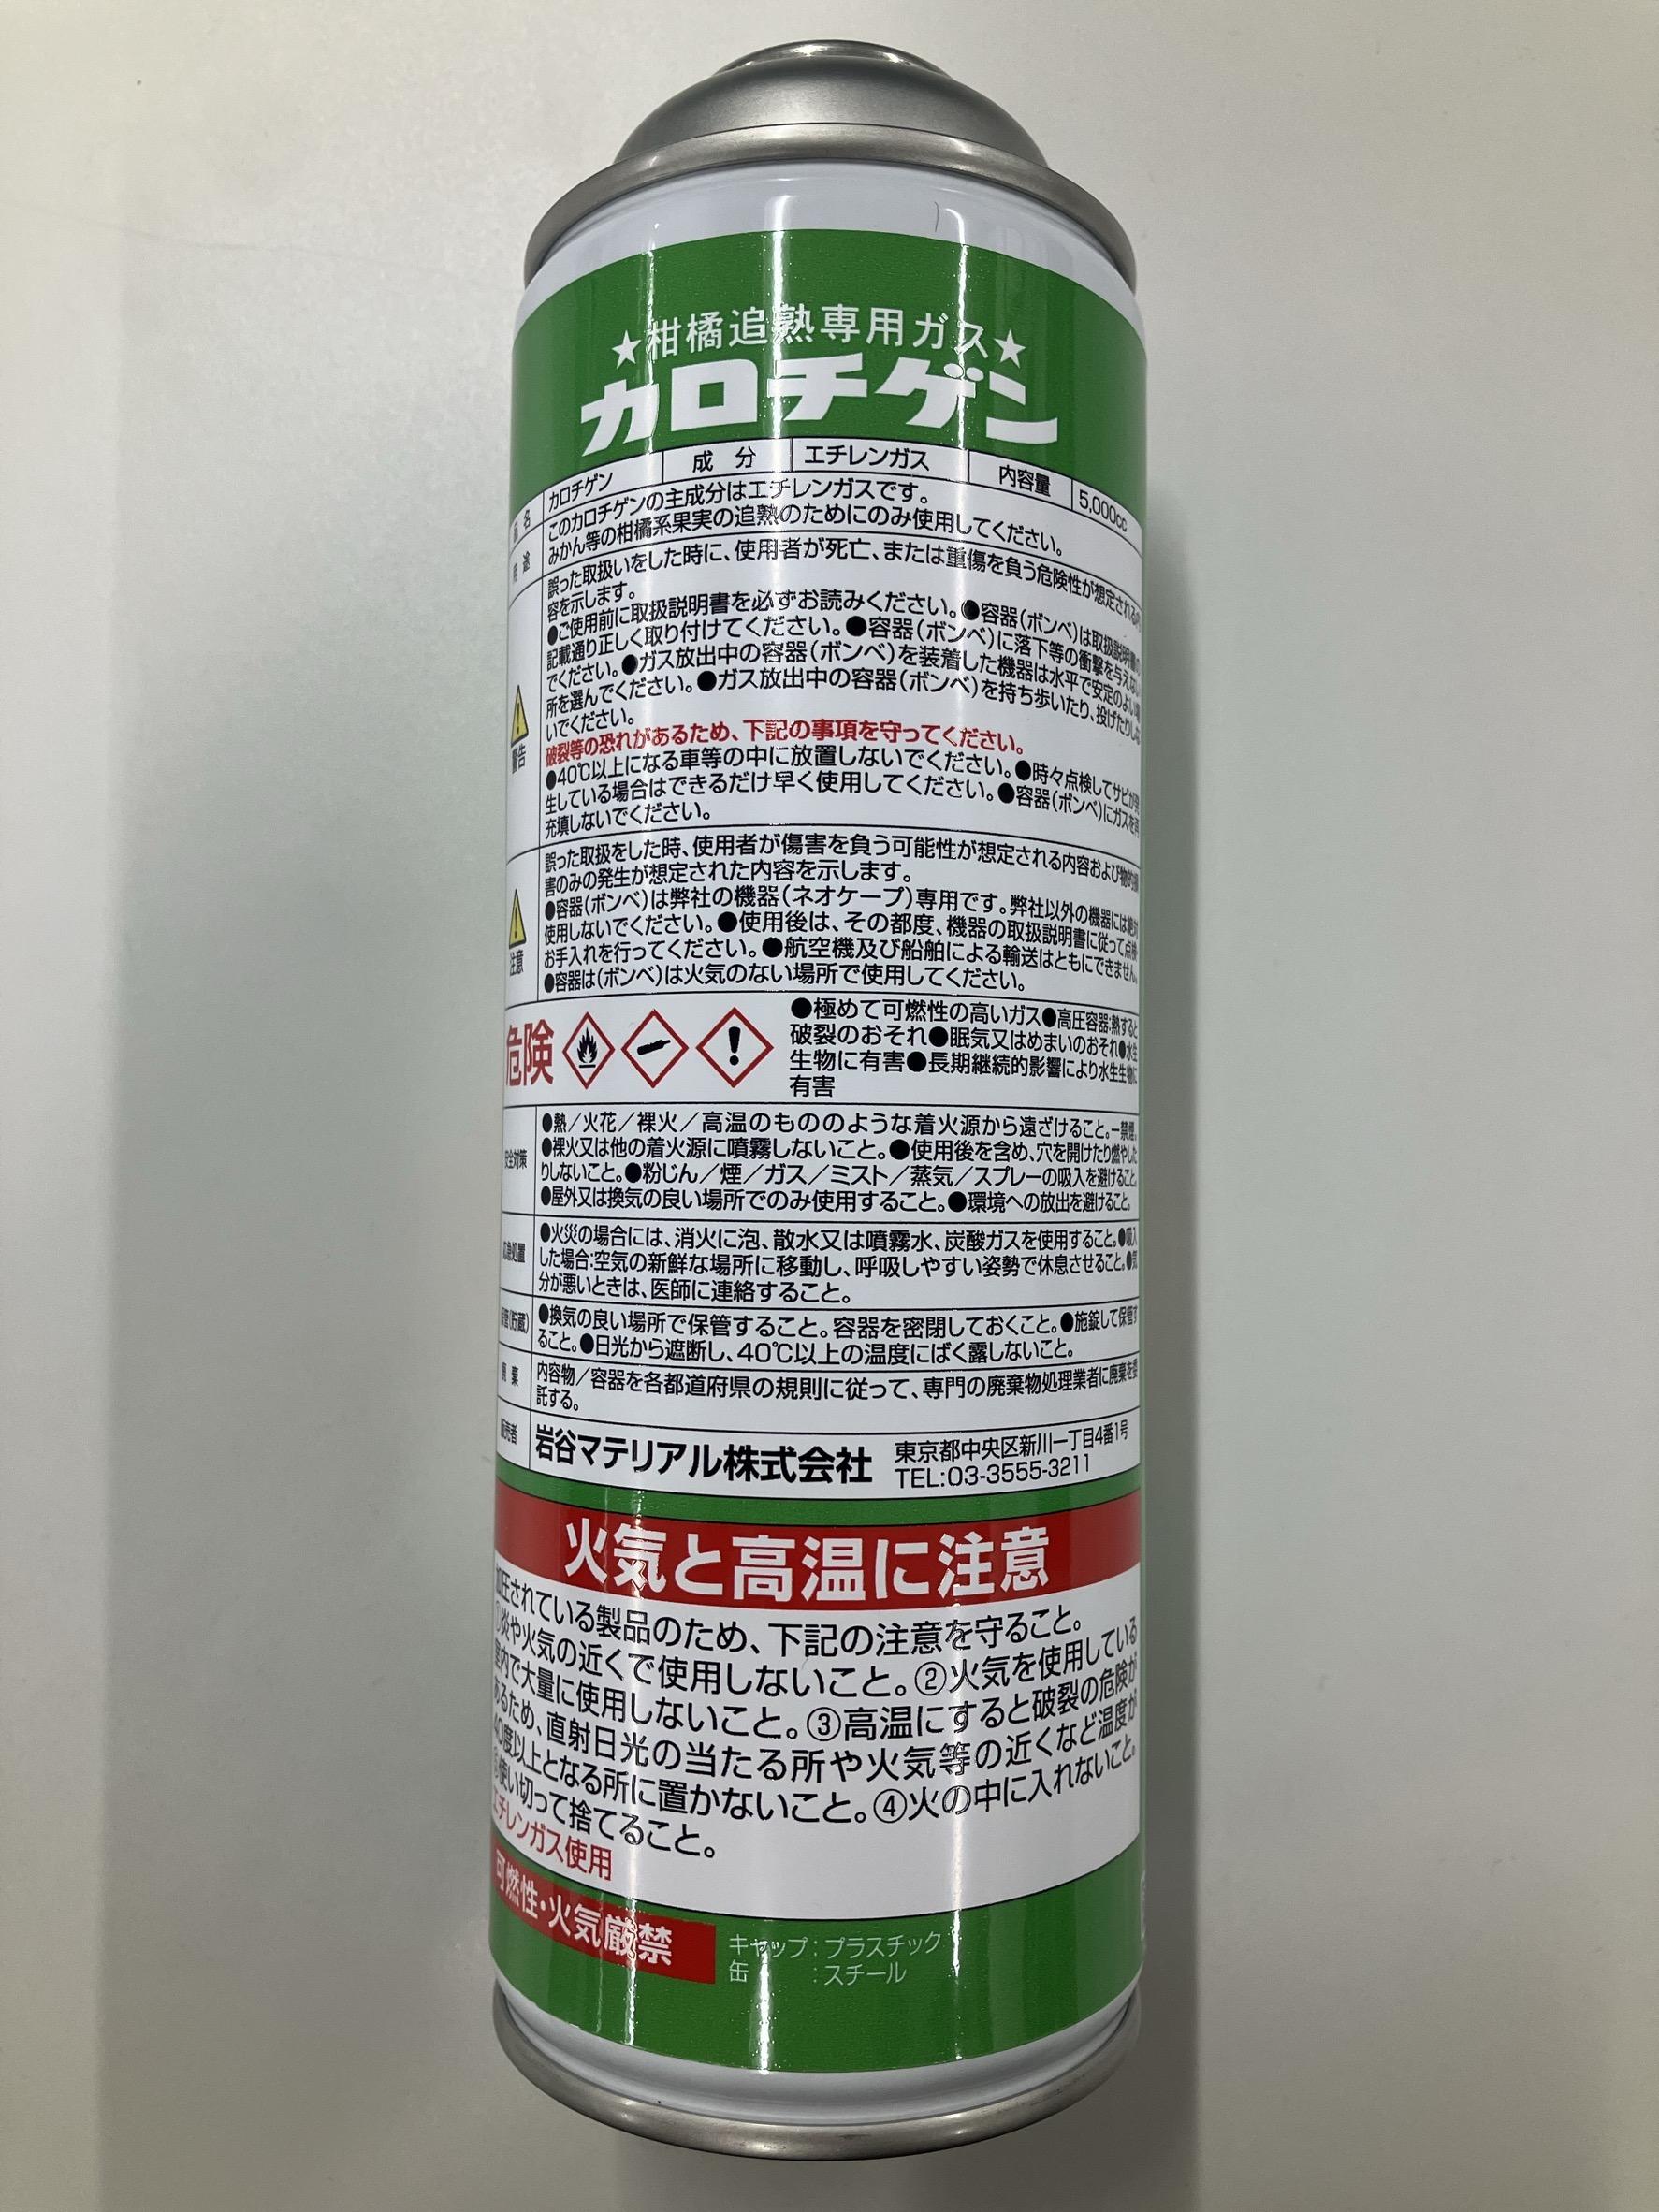 ★柑橘追熟専用ガス★
カロチゲン
品名 カロチゲン 成分 エチレンガス 内容量 5,000cc
用途 このカロチゲンの主成分はエチレンガスです。
みかん等の柑橘系果実の追熟のためにのみ使用してください。
誤った取扱いをした時に、使用者が死亡、または重傷を負う危険性が想定される内
容を示します。
●ご使用前に取扱説明書を必ずお読みください。●容器(ボンベ)は取扱説明書の
記載通り正しく取り付けてください。●容器(ボンベ)に落下等の衝撃を与えない
でください。●ガス放出中の容器(ボンベ)を装着した機器は水平で安定のよい場
所を選んでください。●ガス放出中の容器(ボンベ)を持ち歩いたり、投げたりしな
いでください。
警告
破裂等の恐れがあるため、下記の事項を守ってください。
●40℃以上になる車等の中に放置しないでください。●時々点検してサビが発
生している場合はできるだけ早く使用してください。●容器(ボンベ)にガスを再
充填しないでください。
誤った取扱をした時、使用者が傷害を負う可能性が想定される内容および物的損
害のみの発生が想定された内容を示します。
●容器(ボンベ)は弊社の機器(ネオケープ)専用です。弊社以外の機器には絶対
使用しないでください。●使用後は、その都度、機器の取扱説明書に従って点検・
お手入れを行ってください。●航空機及び船舶による輸送はともにできません。
注意
●容器は(ボンベ)は火気のない場所で使用してください。
危険
●極めて可燃性の高いガス●高圧容器:熱すると
破裂のおそれ●眠気又はめまいのおそれ●水生
生物に有害●長期継続的影響により水生生物に
有害
安全対策
●熱/火花/裸火/高温のもののような着火源から遠ざけること。ー禁煙。
●裸火又は他の着火源に噴霧しないこと。●使用後を含め、穴を開けたり燃やした
りしないこと。●粉じん/煙/ガス/ミスト/蒸気/スプレーの吸入を避けること。
●屋外又は換気の良い場所でのみ使用すること。●環境への放出を避けること。
応急処置
●火災の場合には、消火に泡、散水又は噴霧水、炭酸ガスを使用すること。●吸入
した場合:空気の新鮮な場所に移動し、呼吸しやすい姿勢で休息させること。●気
分が悪いときは、医師に連絡すること。
保管(貯蔵)
●換気の良い場所で保管すること。容器を密閉しておくこと。●施錠して保管す
ること。●日光から遮断し、40℃以上の温度にばく露しないこと。
廃棄
内容物/容器を各都道府県の規則に従って、専門の廃棄物処理業者に廃棄を委
託する。
販売者 岩谷マテリアル株式会社 東京都中央区新川一丁目4番1号
TEL:03-3555-3211
火気と高温に注意
加圧されている製品のため、下記の注意を守ること。
①炎や火気の近くで使用しないこと。②火気を使用している
室内で大量に使用しないこと。③高温にすると破裂の危険が
あるため、直射日光の当たる所や火気等の近くなど温度が
40度以上となる所に置かないこと。④火の中に入れないこと。
⑤使い切って捨てること。
エチレンガス使用
可燃性・火気厳禁
キャップ:プラスチック
缶:スチール